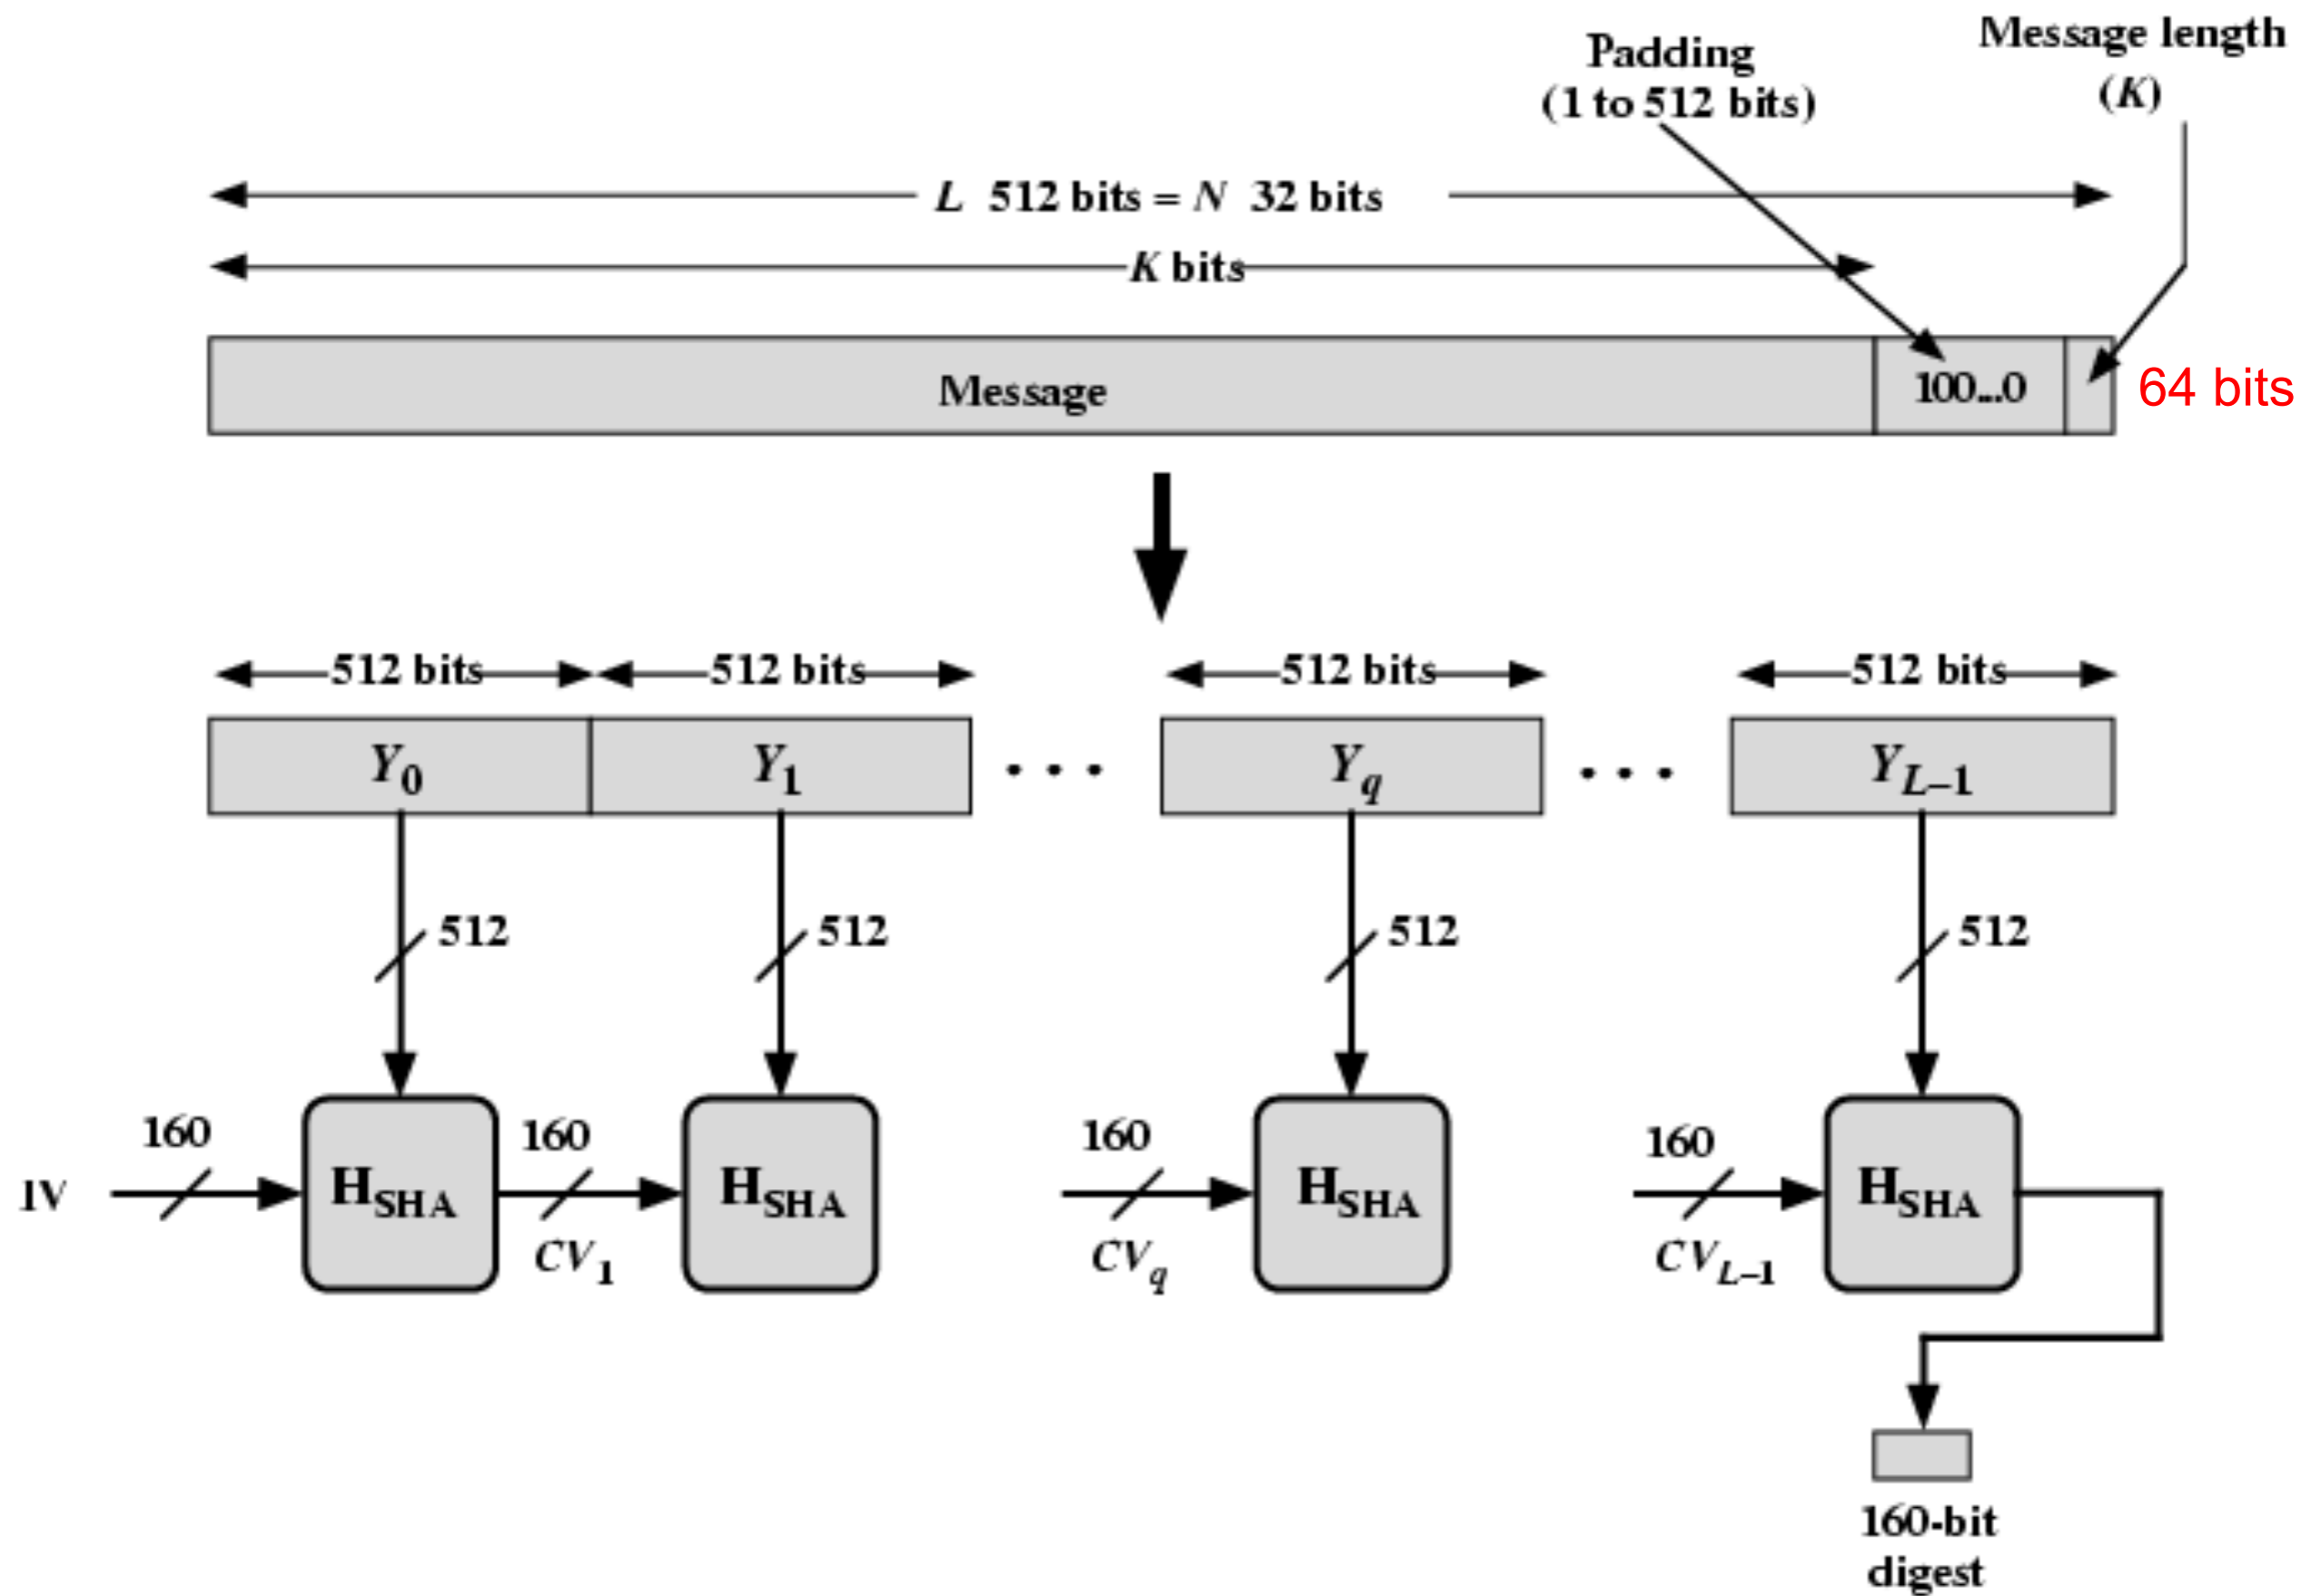 Message length
(K)
Padding
(1 to 512 bits)
L 512 bits = N 32 bits
K bits
Message
100...0
64 bits
512 bits
512 bits
512 bits
512 bits
Y0
Y1
. . .
Yq
. . .
YL–1
512
512
512
512
160
160
160
160
IV
HSHA
HSHA
HSHA
HSHA
CV1
CVq
CVL–1
160-bit
digest